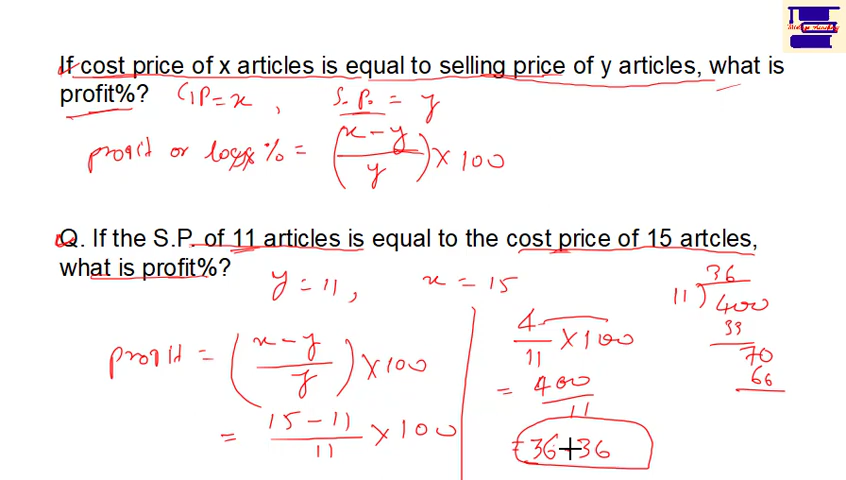 If cost price of x articles is equal to selling price of y articles, what is
profit%? C.P=x, S.P. = y
profit or loss % = (x-y/y) × 100
Q. If the S.P. of 11 articles is equal to the cost price of 15 artcles,
what is profit%?
y = 11, x = 15
profit = (x-y/y) × 100
= 15-11/11 × 100
4/11 × 100
= 400/11
= 36 36
36
11 ) 400
33
70
66